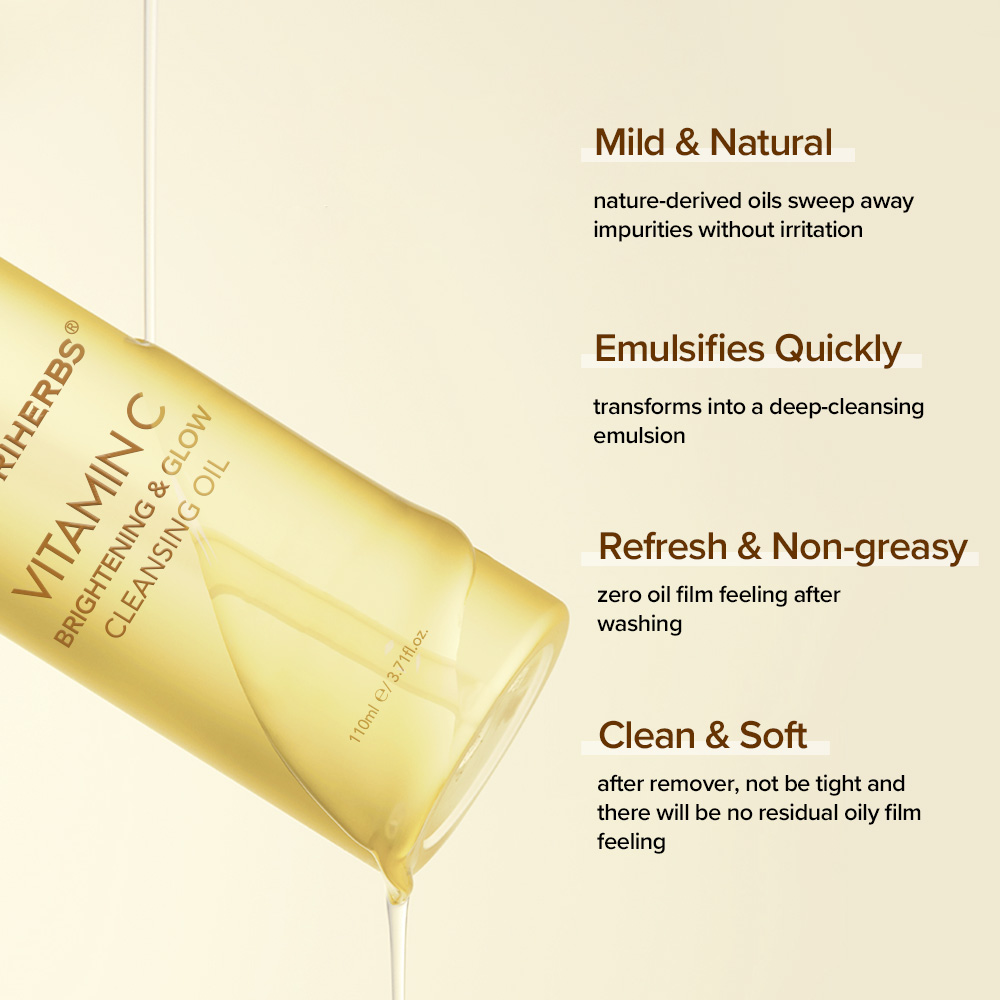 RIHERBS®
VITAMIN C
BRIGHTENING & GLOW
CLEANSING OIL
110ml ℮/ 3.71fl.oz.
Mild & Natural
nature-derived oils sweep away
impurities without irritation
Emulsifies Quickly
transforms into a deep-cleansing
emulsion
Refresh & Non-greasy
zero oil film feeling after
washing
Clean & Soft
after remover, not be tight and
there will be no residual oily film
feeling